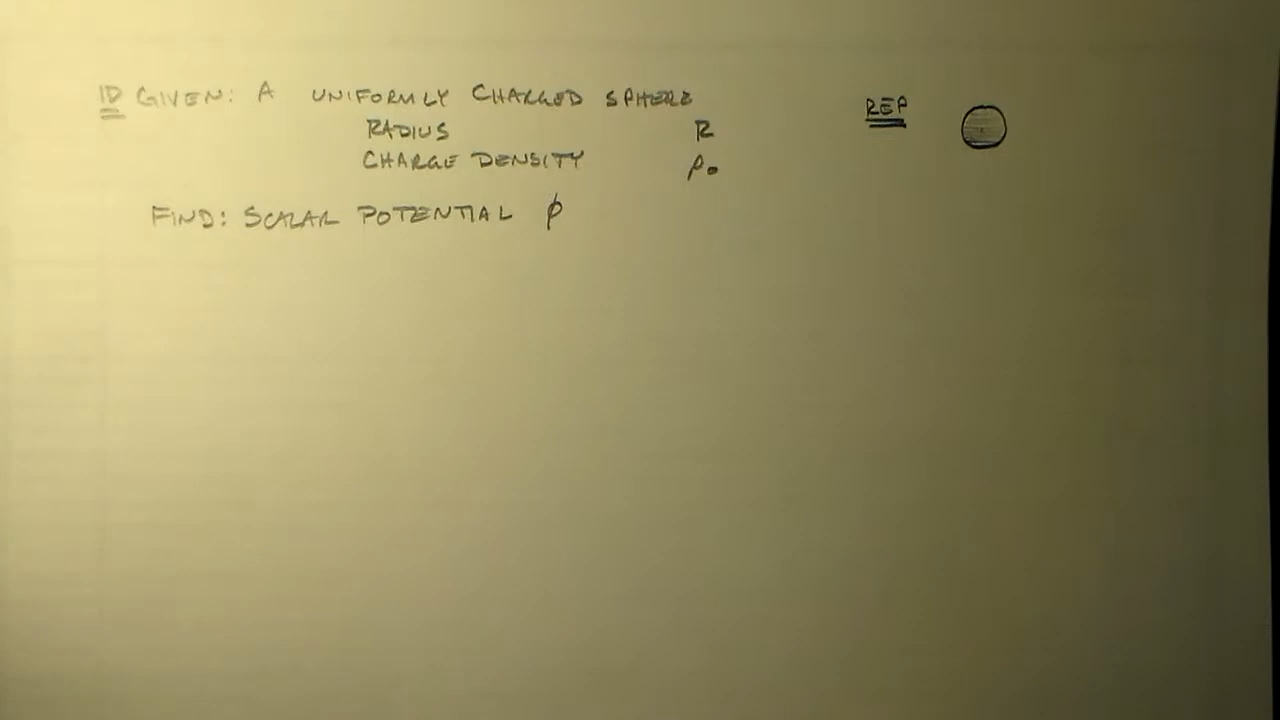 ID GIVEN: A UNIFORMLY CHARGED SPHERE
RADIUS R
CHARGE DENSITY ρ₀
FIND: SCALAR POTENTIAL ϕ
REP